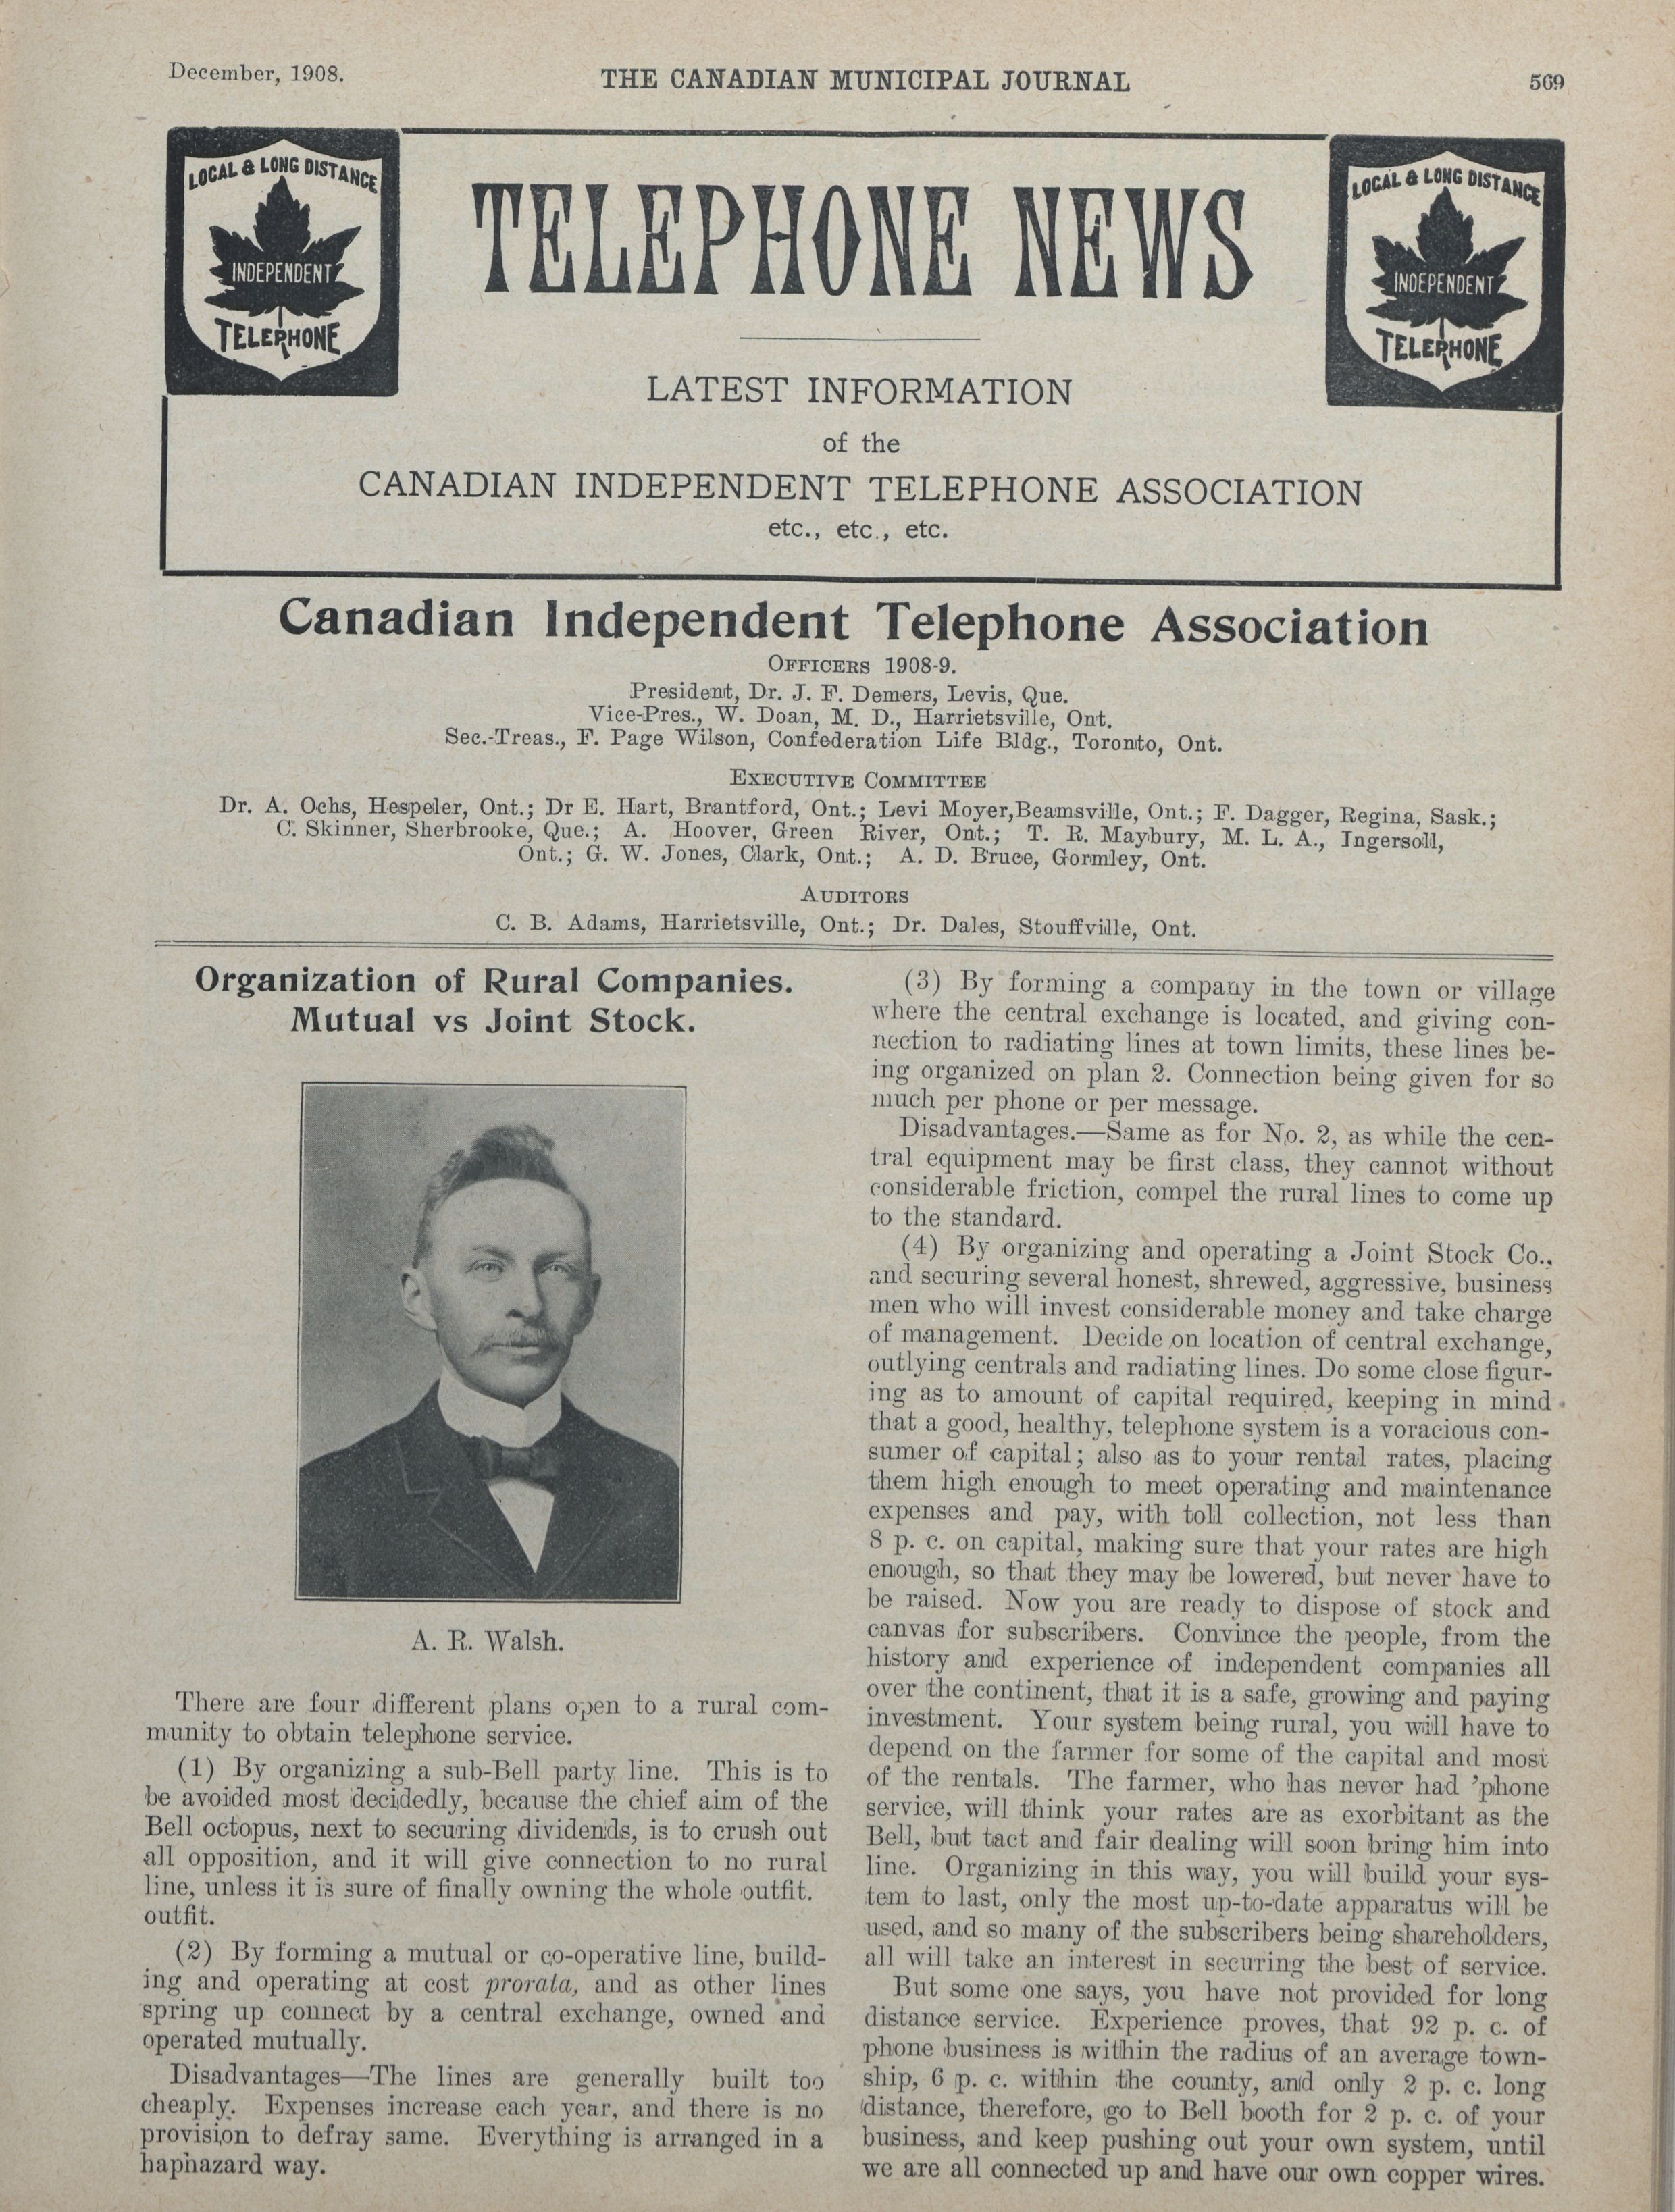 December, 1908.
THE CANADIAN MUNICIPAL JOURNAL
569
LOCAL & LONG DISTANCE
INDEPENDENT
TELEPHONE
TELEPHONE NEWS
LOCAL & LONG DISTANCE
INDEPENDENT
TELEPHONE
LATEST INFORMATION
of the
CANADIAN INDEPENDENT TELEPHONE ASSOCIATION
etc., etc., etc.
Canadian Independent Telephone Association
OFFICERS 1908-9.
President, Dr. J. F. Demers, Levis, Que.
Vice-Pres., W. Doan, M. D., Harrietsville, Ont.
Sec.-Treas., F. Page Wilson, Confederation Life Bldg., Toronto, Ont.
EXECUTIVE COMMITTEE
Dr. A. Ochs, Hespeler, Ont.; Dr E. Hart, Brantford, Ont.; Levi Moyer,Beamsville, Ont.; F. Dagger, Regina, Sask.;
C. Skinner, Sherbrooke, Que.; A. Hoover, Green River, Ont.; T. R. Maybury, M. L. A., Ingersoll,
Ont.; G. W. Jones, Clark, Ont.; A. D. Bruce, Gormley, Ont.
AUDITORS
C. B. Adams, Harrietsville, Ont.; Dr. Dales, Stouffville, Ont.
Organization of Rural Companies.
Mutual vs Joint Stock.
A. R. Walsh.
There are four different plans open to a rural com-
munity to obtain telephone service.
(1) By organizing a sub-Bell party line. This is to
be avoided most decidedly, because the chief aim of the
Bell octopus, next to securing dividends, is to crush out
all opposition, and it will give connection to no rural
line, unless it is sure of finally owning the whole outfit.
outfit.
(2) By forming a mutual or co-operative line, build-
ing and operating at cost prorata, and as other lines
spring up connect by a central exchange, owned and
operated mutually.
Disadvantages—The lines are generally built too
cheaply. Expenses increase each year, and there is no
provision to defray same. Everything is arranged in a
haphazard way.
(3) By forming a company in the town or village
where the central exchange is located, and giving con-
nection to radiating lines at town limits, these lines be-
ing organized on plan 2. Connection being given for so
much per phone or per message.
Disadvantages.—Same as for No. 2, as while the cen-
tral equipment may be first class, they cannot without
considerable friction, compel the rural lines to come up
to the standard.
(4) By organizing and operating a Joint Stock Co.,
and securing several honest, shrewed, aggressive, business
men who will invest considerable money and take charge
of management. Decide on location of central exchange,
outlying centrals and radiating lines. Do some close figur-
ing as to amount of capital required, keeping in mind
that a good, healthy, telephone system is a voracious con-
sumer of capital; also as to your rental rates, placing
them high enough to meet operating and maintenance
expenses and pay, with toll collection, not less than
8 p. c. on capital, making sure that your rates are high
enough, so that they may be lowered, but never have to
be raised. Now you are ready to dispose of stock and
canvas for subscribers. Convince the people, from the
history and experience of independent companies all
over the continent, that it is a safe, growing and paying
investment. Your system being rural, you will have to
depend on the farmer for some of the capital and most
of the rentals. The farmer, who has never had 'phone
service, will think your rates are as exorbitant as the
Bell, but tact and fair dealing will soon bring him into
line. Organizing in this way, you will build your sys-
tem to last, only the most up-to-date apparatus will be
used, and so many of the subscribers being shareholders,
all will take an interest in securing the best of service.
But some one says, you have not provided for long
distance service. Experience proves, that 92 p. c. of
phone business is within the radius of an average town-
ship, 6 p. c. within the county, and only 2 p. c. long
distance, therefore, go to Bell booth for 2 p. c. of your
business, and keep pushing out your own system, until
we are all connected up and have our own copper wires.